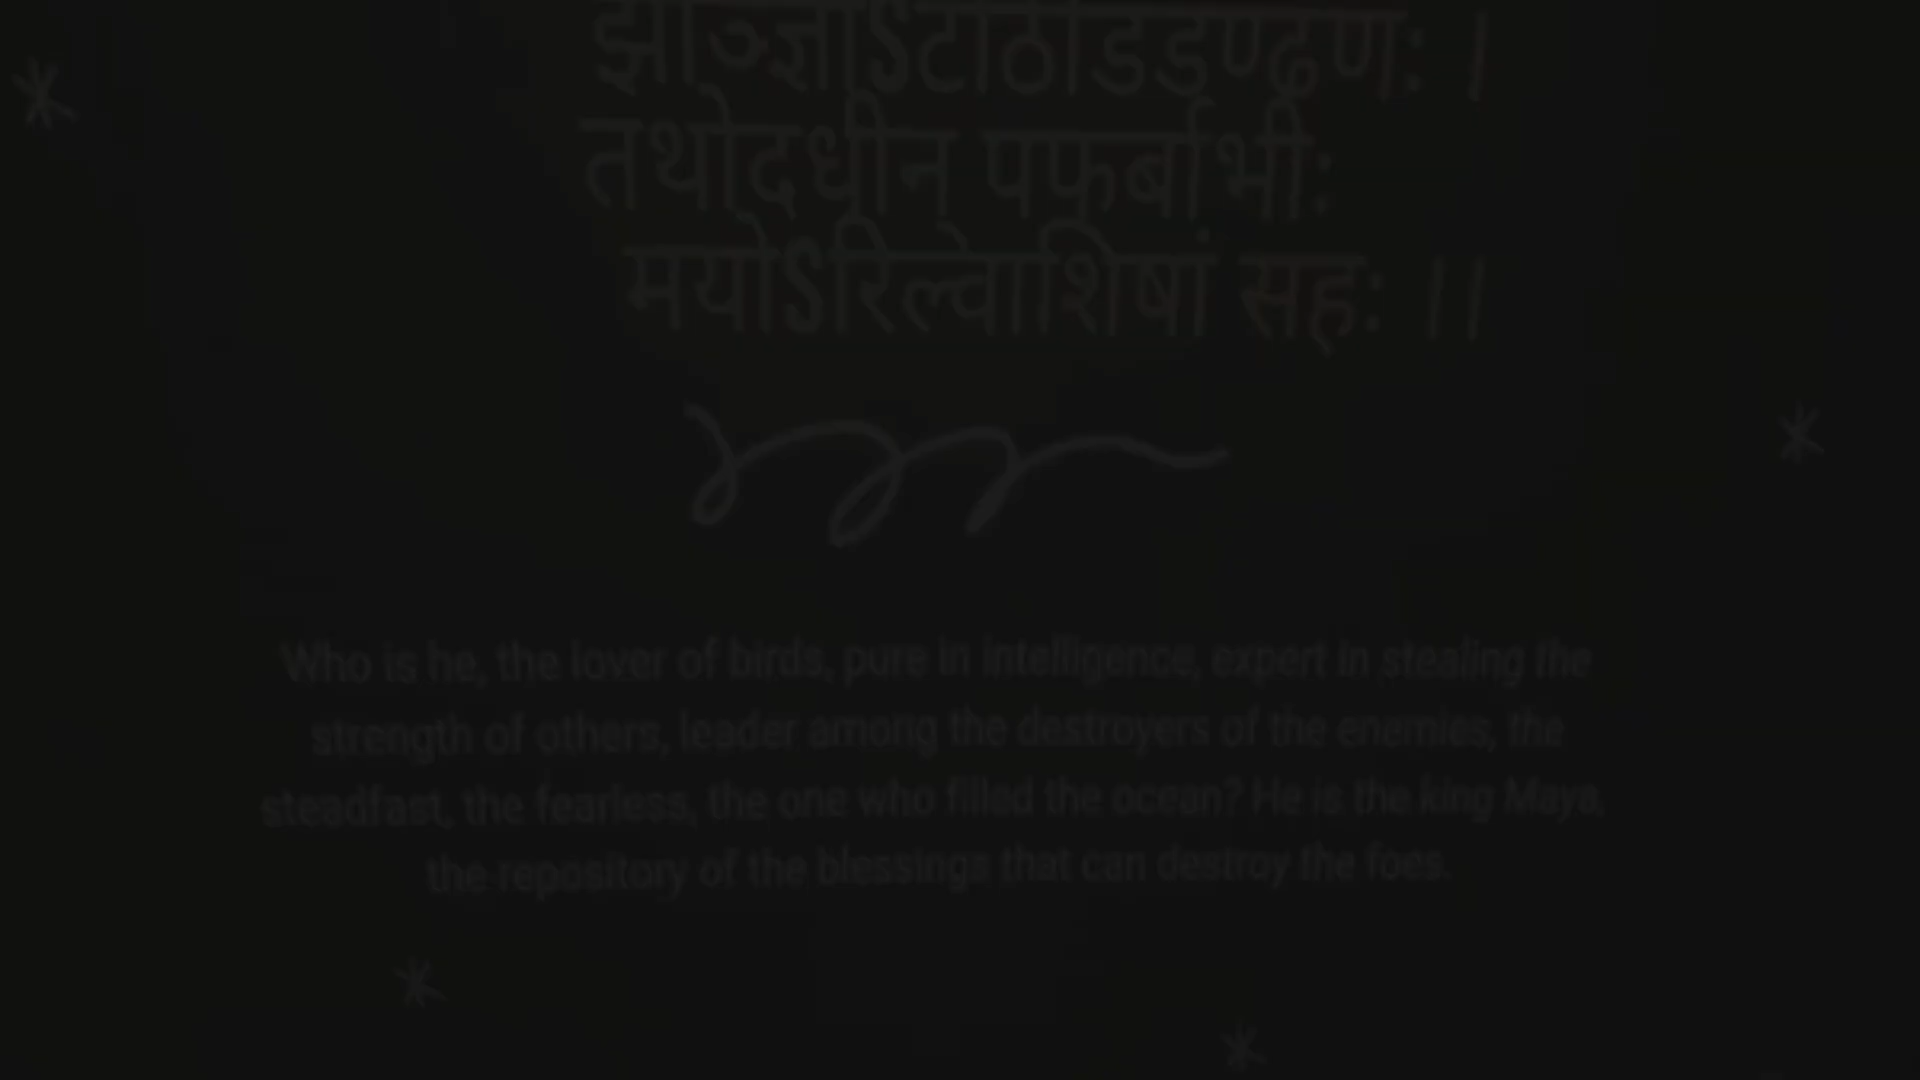 झाञ्ज्ञोऽटाठीडडण्ढणः ।
तथोदधीन पफर्बाभी:
मयोऽरिल्वाशिषां सहः ।।
Who is he, the lover of birds, pure in intelligence, expert in stealing the
strength of others, leader among the destroyers of the enemies, the
steadfast, the fearless, the one who filled the ocean? He is the king Maya,
the repository of the blessings that can destroy the foes.